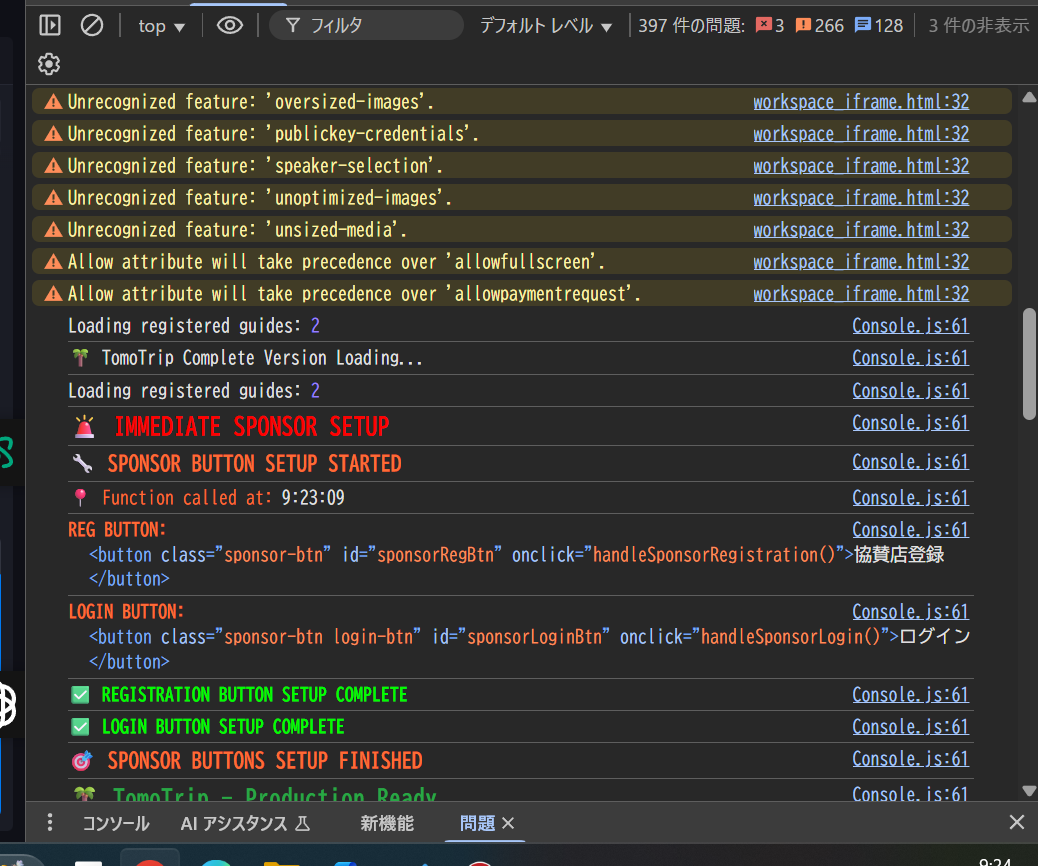 top ▼ フィルタ デフォルト レベル ▼ 397 件の問題: 3 266 128 3 件の非表示
Unrecognized feature: 'oversized-images'. workspace_iframe.html:32
Unrecognized feature: 'publickey-credentials'. workspace_iframe.html:32
Unrecognized feature: 'speaker-selection'. workspace_iframe.html:32
Unrecognized feature: 'unoptimized-images'. workspace_iframe.html:32
Unrecognized feature: 'unsized-media'. workspace_iframe.html:32
Allow attribute will take precedence over 'allowfullscreen'. workspace_iframe.html:32
Allow attribute will take precedence over 'allowpaymentrequest'. workspace_iframe.html:32
Loading registered guides: 2 Console.js:61
🌴 TomoTrip Complete Version Loading... Console.js:61
Loading registered guides: 2 Console.js:61
🚨 IMMEDIATE SPONSOR SETUP Console.js:61
🔧 SPONSOR BUTTON SETUP STARTED Console.js:61
📍 Function called at: 9:23:09 Console.js:61
REG BUTTON: Console.js:61
<button class="sponsor-btn" id="sponsorRegBtn" onclick="handleSponsorRegistration()">協賛店登録
</button>
LOGIN BUTTON: Console.js:61
<button class="sponsor-btn login-btn" id="sponsorLoginBtn" onclick="handleSponsorLogin()">ログイン
</button>
✅ REGISTRATION BUTTON SETUP COMPLETE Console.js:61
✅ LOGIN BUTTON SETUP COMPLETE Console.js:61
🎯 SPONSOR BUTTONS SETUP FINISHED Console.js:61
🌴 TomoTrip - Production Ready Console.js:61
コンソール AI アシスタンス 新機能 問題 ×
9:24